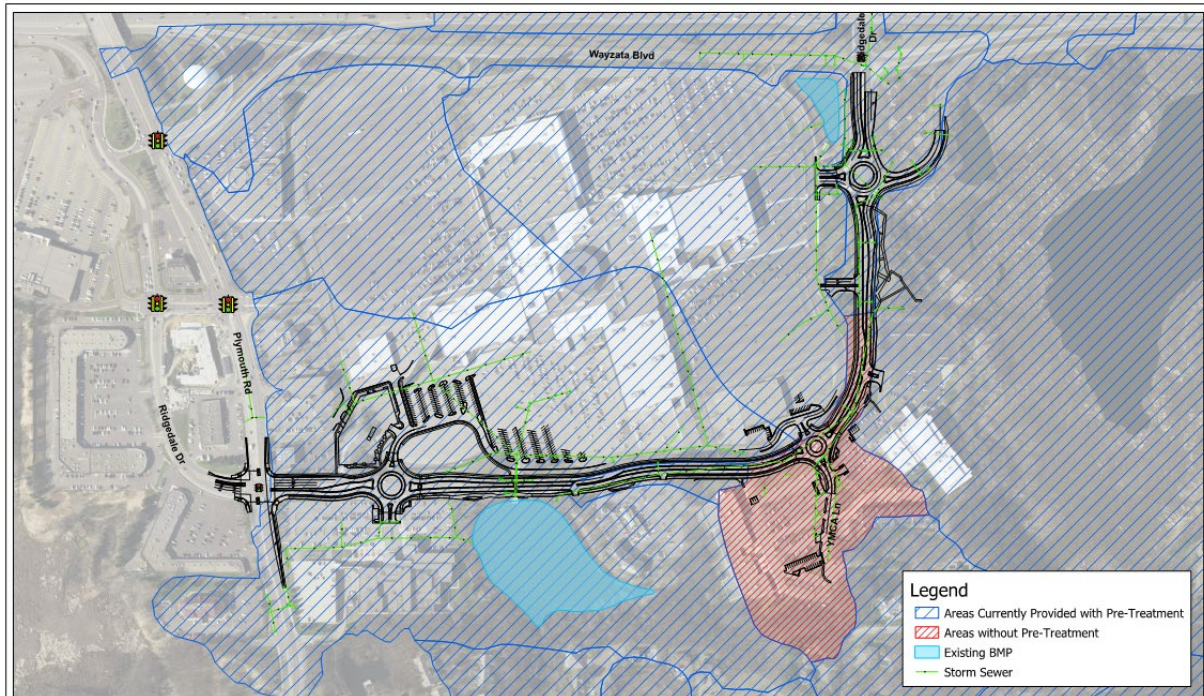 Ridgedale
Dr
Wayzata Blvd
Plymouth Rd
Ridgedale Dr
YMCA Ln
Legend
Areas Currently Provided with Pre-Treatment
Areas without Pre-Treatment
Existing BMP
Storm Sewer